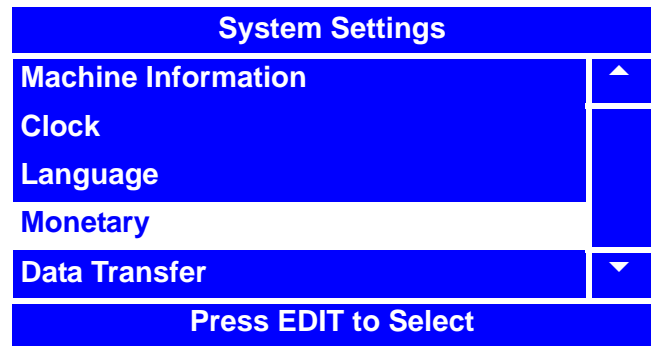 System Settings
Machine Information
Clock
Language
Monetary
Data Transfer
Press EDIT to Select